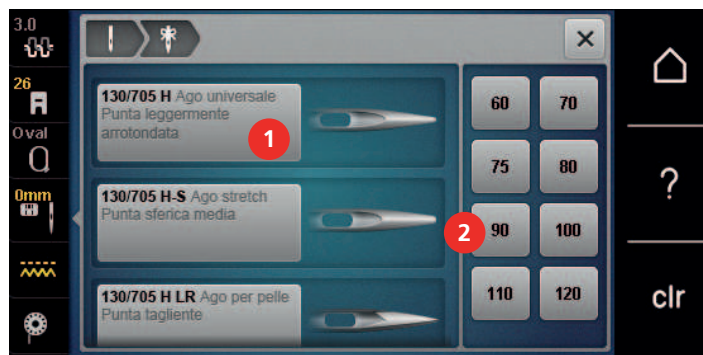 3.0
26
Oval
0mm
130/705 H Ago universale
Punta leggermente
arrotondata
1
130/705 H-S Ago stretch
Punta sferica media
130/705 H LR Ago per pelle
Punta tagliente
60 70
75 80
2
90 100
110 120
?
clr